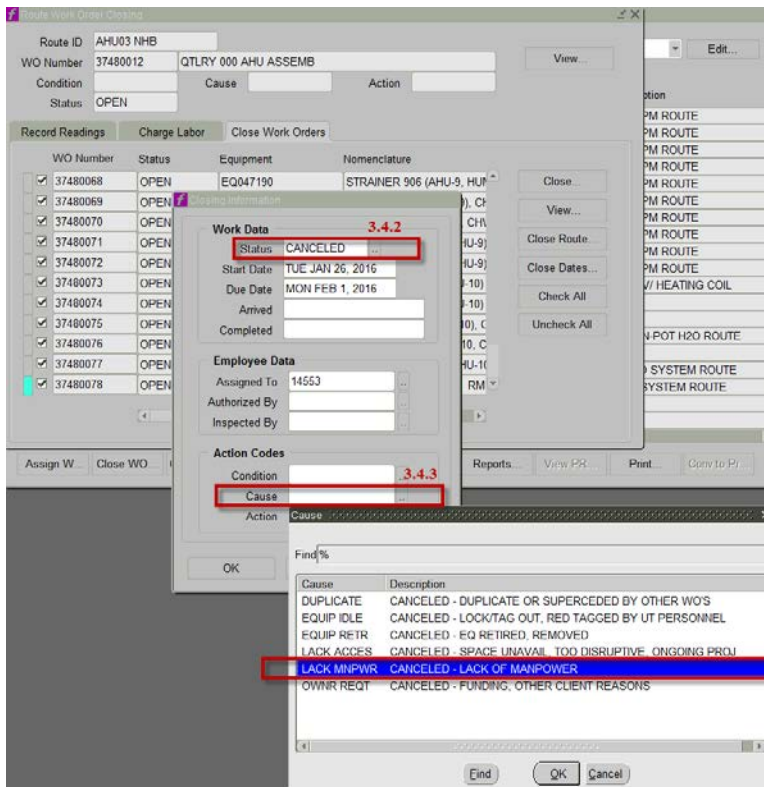 Route Work Order Closing
Route ID AHU03 NHB
WO Number 37480012 QTLRY 000 AHU ASSEMB View... Edit...
Condition Cause Action
Status OPEN
PM ROUTE
Record Readings Charge Labor Close Work Orders PM ROUTE
PM ROUTE
WO Number Status Equipment Nomenclature PM ROUTE
37480068 OPEN EQ047190 STRAINER 906 (AHU-9, Close... PM ROUTE
37480069 OPEN Closing Information PM ROUTE
37480070 OPEN View... PM ROUTE
Work Data 3.4.2
37480071 OPEN Status CANCELED .. Close Route... PM ROUTE
37480072 OPEN Start Date TUE JAN 26, 2016 Close Dates... PM ROUTE
37480073 OPEN Due Date MON FEB 1, 2016 HEATING COIL
37480074 OPEN Arrived Check All
37480075 OPEN Completed Uncheck All
37480076 OPEN N-POT H2O ROUTE
37480077 OPEN Employee Data SYSTEM ROUTE
37480078 OPEN Assigned To 14553 RM SYSTEM ROUTE
Authorized By
Inspected By
Action Codes
Assign W... Close WO... Reports... View PR... Print... Conv to Pr...
Condition 3.4.3
Cause ..
Action
Cause
Find %
OK
Cause Description
DUPLICATE CANCELED - DUPLICATE OR SUPERCEDED BY OTHER WO'S
EQUIP IDLE CANCELED - LOCK/TAG OUT, RED TAGGED BY UT PERSONNEL
EQUIP RETR CANCELED - EQ RETIRED, REMOVED
LACK ACCES CANCELED - SPACE UNAVAIL, TOO DISRUPTIVE, ONGOING PROJ
LACK MNPWR CANCELED - LACK OF MANPOWER
OWNR REQT CANCELED - FUNDING, OTHER CLIENT REASONS
Find OK Cancel